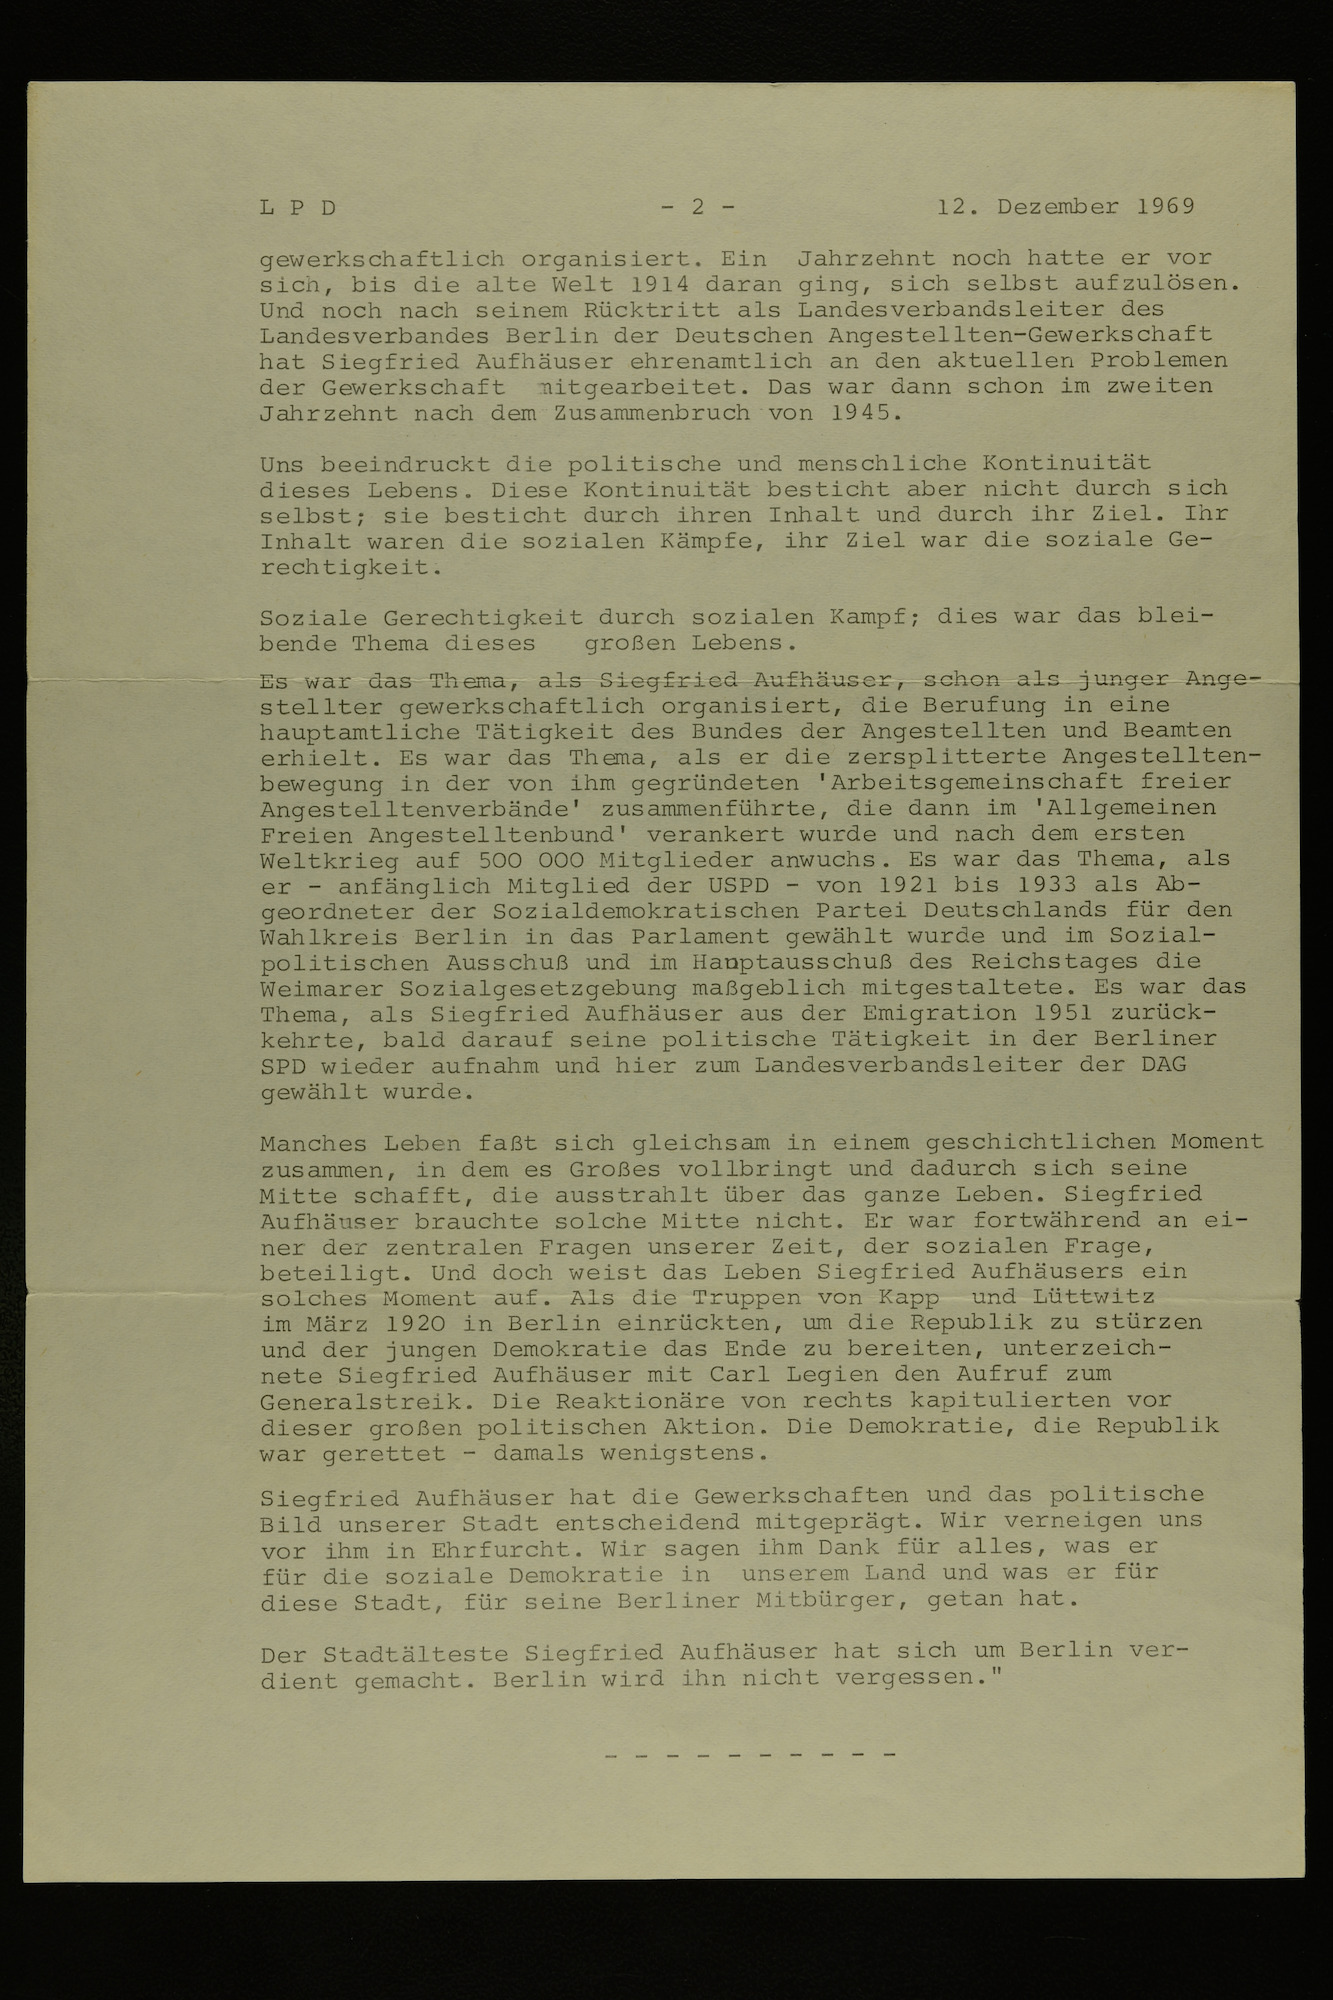 L P D - 2 - 12. Dezember 1969
gewerkschaftlich organisiert. Ein Jahrzehnt noch hatte er vor
sich, bis die alte Welt 1914 daran ging, sich selbst aufzulösen.
Und noch nach seinem Rücktritt als Landesverbandsleiter des
Landesverbandes Berlin der Deutschen Angestellten-Gewerkschaft
hat Siegfried Aufhäuser ehrenamtlich an den aktuellen Problemen
der Gewerkschaft mitgearbeitet. Das war dann schon im zweiten
Jahrzehnt nach dem Zusammenbruch von 1945.
Uns beeindruckt die politische und menschliche Kontinuität
dieses Lebens. Diese Kontinuität besticht aber nicht durch sich
selbst; sie besticht durch ihren Inhalt und durch ihr Ziel. Ihr
Inhalt waren die sozialen Kämpfe, ihr Ziel war die soziale Ge-
rechtigkeit.
Soziale Gerechtigkeit durch sozialen Kampf; dies war das blei-
bende Thema dieses großen Lebens.
Es war das Thema, als Siegfried Aufhäuser, schon als junger Ange-
stellter gewerkschaftlich organisiert, die Berufung in eine
hauptamtliche Tätigkeit des Bundes der Angestellten und Beamten
erhielt. Es war das Thema, als er die zersplitterte Angestellten-
bewegung in der von ihm gegründeten 'Arbeitsgemeinschaft freier
Angestelltenverbände' zusammenführte, die dann im 'Allgemeinen
Freien Angestelltenbund' verankert wurde und nach dem ersten
Weltkrieg auf 500 000 Mitglieder anwuchs. Es war das Thema, als
er - anfänglich Mitglied der USPD - von 1921 bis 1933 als Ab-
geordneter der Sozialdemokratischen Partei Deutschlands für den
Wahlkreis Berlin in das Parlament gewählt wurde und im Sozial-
politischen Ausschuß und im Hauptausschuß des Reichstages die
Weimarer Sozialgesetzgebung maßgeblich mitgestaltete. Es war das
Thema, als Siegfried Aufhäuser aus der Emigration 1951 zurück-
kehrte, bald darauf seine politische Tätigkeit in der Berliner
SPD wieder aufnahm und hier zum Landesverbandsleiter der DAG
gewählt wurde.
Manches Leben faßt sich gleichsam in einem geschichtlichen Moment
zusammen, in dem es Großes vollbringt und dadurch sich seine
Mitte schafft, die ausstrahlt über das ganze Leben. Siegfried
Aufhäuser brauchte solche Mitte nicht. Er war fortwährend an ei-
ner der zentralen Fragen unserer Zeit, der sozialen Frage,
beteiligt. Und doch weist das Leben Siegfried Aufhäusers ein
solches Moment auf. Als die Truppen von Kapp und Lüttwitz
im März 1920 in Berlin einrückten, um die Republik zu stürzen
und der jungen Demokratie das Ende zu bereiten, unterzeich-
nete Siegfried Aufhäuser mit Carl Legien den Aufruf zum
Generalstreik. Die Reaktionäre von rechts kapitulierten vor
dieser großen politischen Aktion. Die Demokratie, die Republik
war gerettet - damals wenigstens.
Siegfried Aufhäuser hat die Gewerkschaften und das politische
Bild unserer Stadt entscheidend mitgeprägt. Wir verneigen uns
vor ihm in Ehrfurcht. Wir sagen ihm Dank für alles, was er
für die soziale Demokratie in unserem Land und was er für
diese Stadt, für seine Berliner Mitbürger, getan hat.
Der Stadtälteste Siegfried Aufhäuser hat sich um Berlin ver-
dient gemacht. Berlin wird ihn nicht vergessen."
- - - - - - - - - -